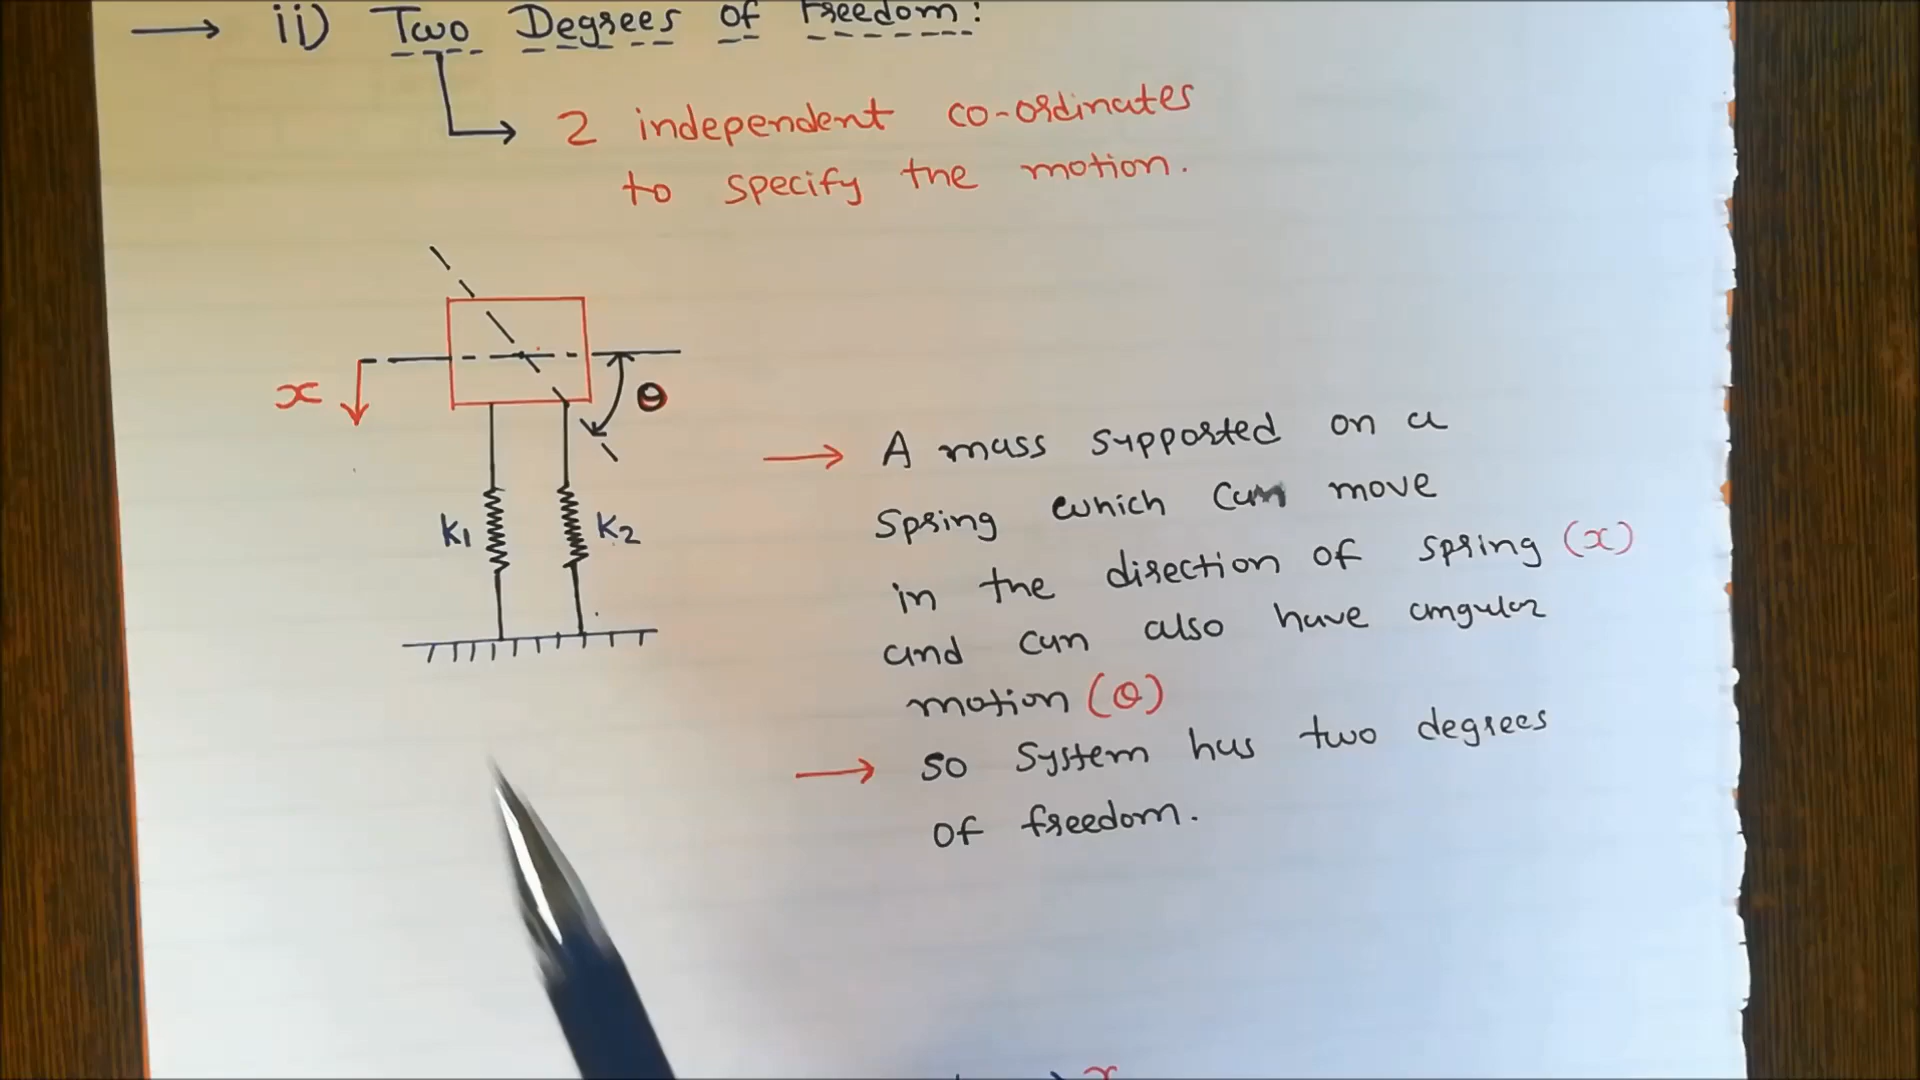 ii) Two Degrees of Freedom:
2 independent co-ordinates
to specify the motion.
x
θ
K1
K2
A mass supported on a
Spring which can move
in the direction of spring (x)
and can also have angular
motion (θ)
so system has two degrees
of freedom.
x